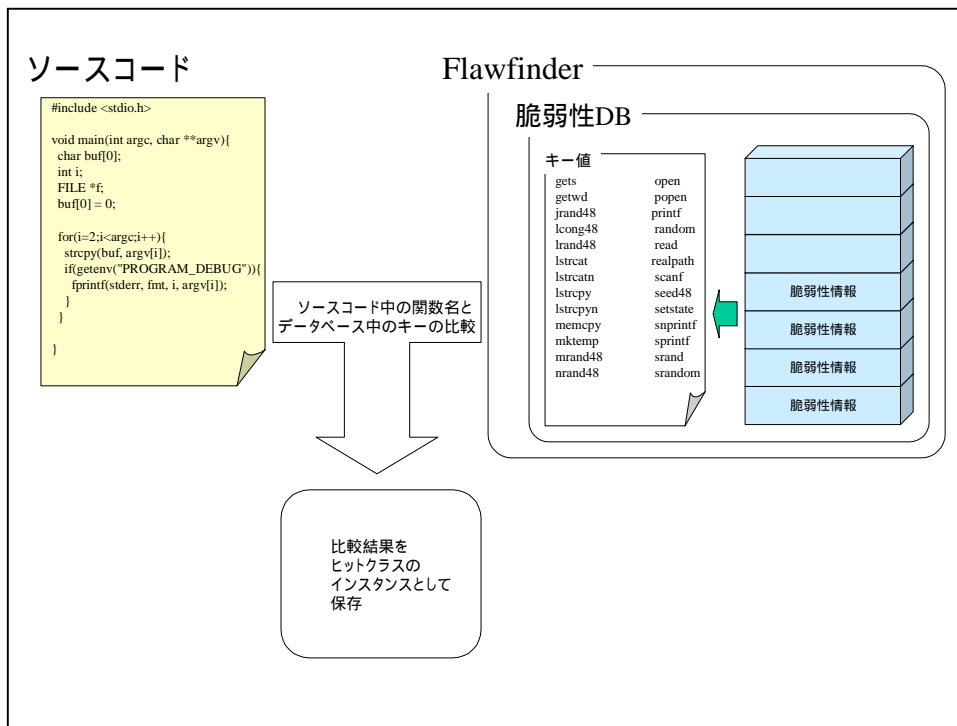 ソースコード
#include <stdio.h>
void main(int argc, char **argv){
char buf[0];
int i;
FILE *f;
buf[0] = 0;
for(i=2;i<argc;i++){
strcpy(buf, argv[i]);
if(getenv("PROGRAM_DEBUG")){
fprintf(stderr, fmt, i, argv[i]);
}
}
}
ソースコード中の関数名と
データベース中のキーの比較
比較結果を
ヒットクラスの
インスタンスとして
保存
Flawfinder
脆弱性DB
キー値
gets open
getwd popen
jrand48 printf
lcong48 random
lrand48 read
lstrcat realpath
lstrcatn scanf
lstrcpy seed48
lstrcpyn setstate
memcpy snprintf
mktemp sprintf
mrand48 srand
nrand48 srandom
脆弱性情報
脆弱性情報
脆弱性情報
脆弱性情報